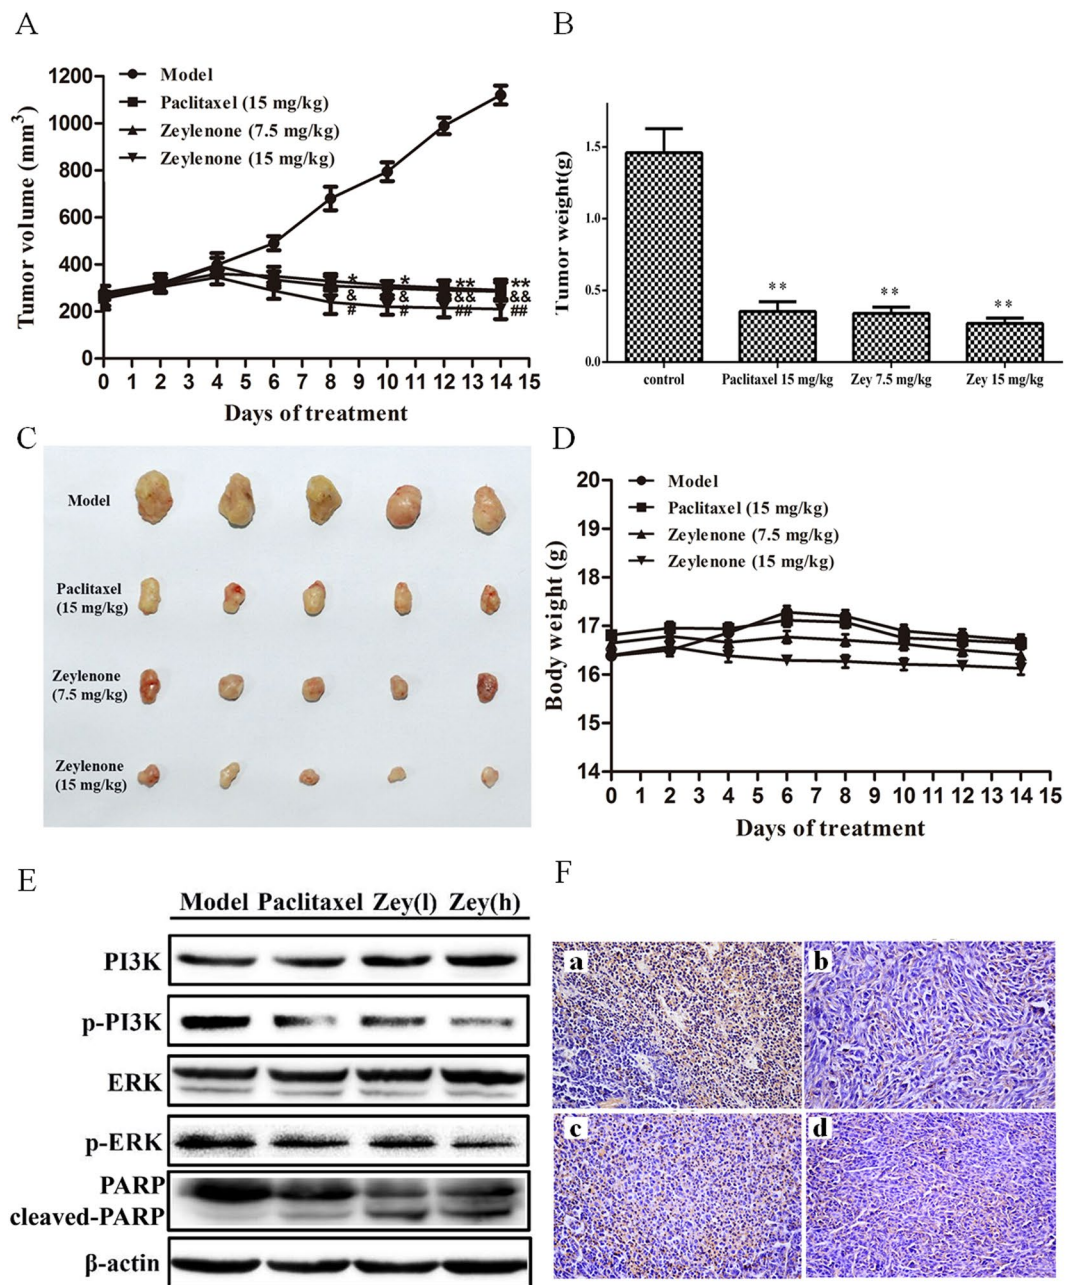 A
1200
1000
800
600
400
200
0
Tumor volume (mm³)
Model
Paclitaxel (15 mg/kg)
Zeylenone (7.5 mg/kg)
Zeylenone (15 mg/kg)
* * ** **
& & && &&
# # ## ##
0 1 2 3 4 5 6 7 8 9 10 11 12 13 14 15
Days of treatment
B
Tumor weight(g)
1.5
1.0
0.5
0.0
** ** **
control Paclitaxel 15 mg/kg Zey 7.5 mg/kg Zey 15 mg/kg
C
Model
Paclitaxel
(15 mg/kg)
Zeylenone
(7.5 mg/kg)
Zeylenone
(15 mg/kg)
D
20
19
18
17
16
15
14
Body weight (g)
Model
Paclitaxel (15 mg/kg)
Zeylenone (7.5 mg/kg)
Zeylenone (15 mg/kg)
0 1 2 3 4 5 6 7 8 9 10 11 12 13 14 15
Days of treatment
E
Model Paclitaxel Zey(l) Zey(h)
PI3K
p-PI3K
ERK
p-ERK
PARP
cleaved-PARP
β-actin
F
a
b
c
d